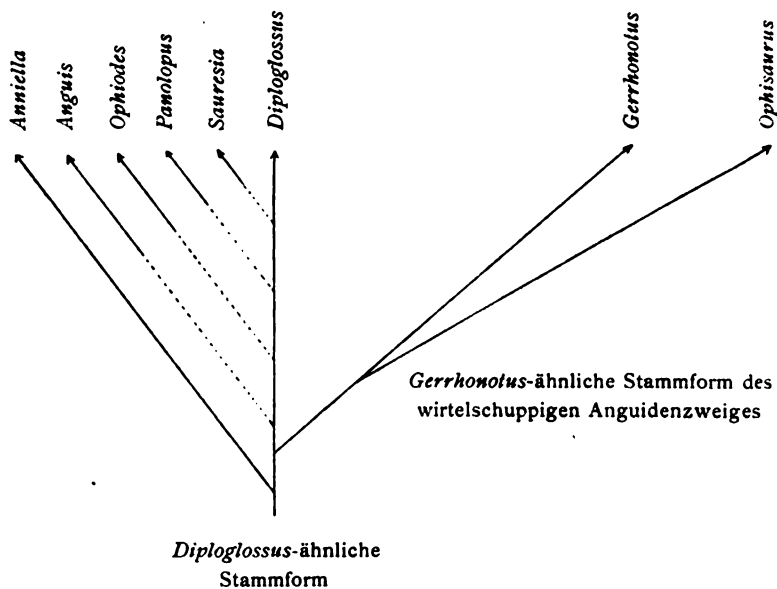 Anniella
Anguis
Ophiodes
Panolopus
Sauresia
Diploglossus
Gerrhonotus
Ophisaurus
Gerrhonotus-ähnliche Stammform des
wirtelschuppigen Anguidenzweiges
Diploglossus-ähnliche
Stammform